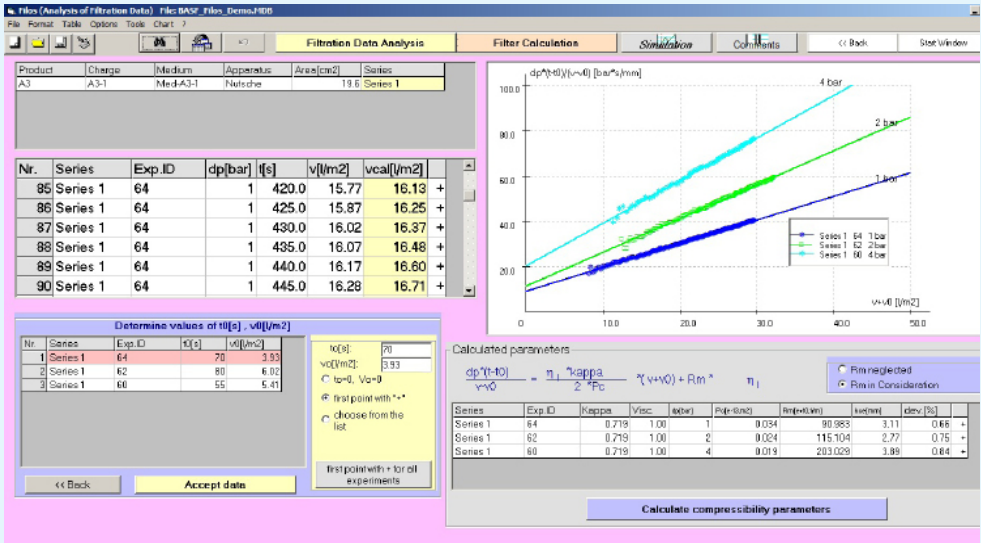 Filos (Analysis of Filtration Data) File: BASF_Filos_Demo.MDB
File Format Table Options Tools Chart ?
Filtration Data Analysis Filter Calculation Simulation Comments << Back Start Window
Product Charge Medium Apparatus Area[cm2] Series
A3 A3-1 Med-A3-1 Nutsche 19.6 Series 1
Nr. Series Exp.ID dp[bar] t[s] v[l/m2] vcal[l/m2]
85 Series 1 64 1 420.0 15.77 16.13 +
86 Series 1 64 1 425.0 15.87 16.25 +
87 Series 1 64 1 430.0 16.02 16.37 +
88 Series 1 64 1 435.0 16.07 16.48 +
89 Series 1 64 1 440.0 16.17 16.60 +
90 Series 1 64 1 445.0 16.28 16.71 +
dp*(t-t0)/(v-v0) [bar*s/mm]
100.0
80.0
60.0
40.0
20.0
4 bar
2 bar
1 bar
Series 1 64 1 bar
Series 1 62 2 bar
Series 1 60 4 bar
v+v0 [l/m2]
0 10.0 20.0 30.0 40.0 50.0
Determine values of t0[s] , v0[l/m2]
Nr. Series Exp.ID t0[s] v0[l/m2]
1 Series 1 64 70 3.93
2 Series 1 62 80 6.02
3 Series 1 60 55 5.41
to[s]: 70
vo[l/m2]: 3.93
to=0, Vo=0
first point with "+"
choose from the
list
first point with + for all
experiments
<< Back Accept data
Calculated parameters
dp*(t-t0) = η l *kappa *( v+v0) + Rm * η l
v-v0 2 *Pc
Rm neglected
Rm in Consideration
Series Exp.ID Kappa Visc. dp(bar) dev.[%]
Series 1 64 0.719 1.00 1 0.034 90.983 3.11 0.66 +
Series 1 62 0.719 1.00 2 0.024 115.104 2.77 0.75 +
Series 1 60 0.719 1.00 4 0.019 203.029 3.89 0.84 +
Calculate compressibility parameters